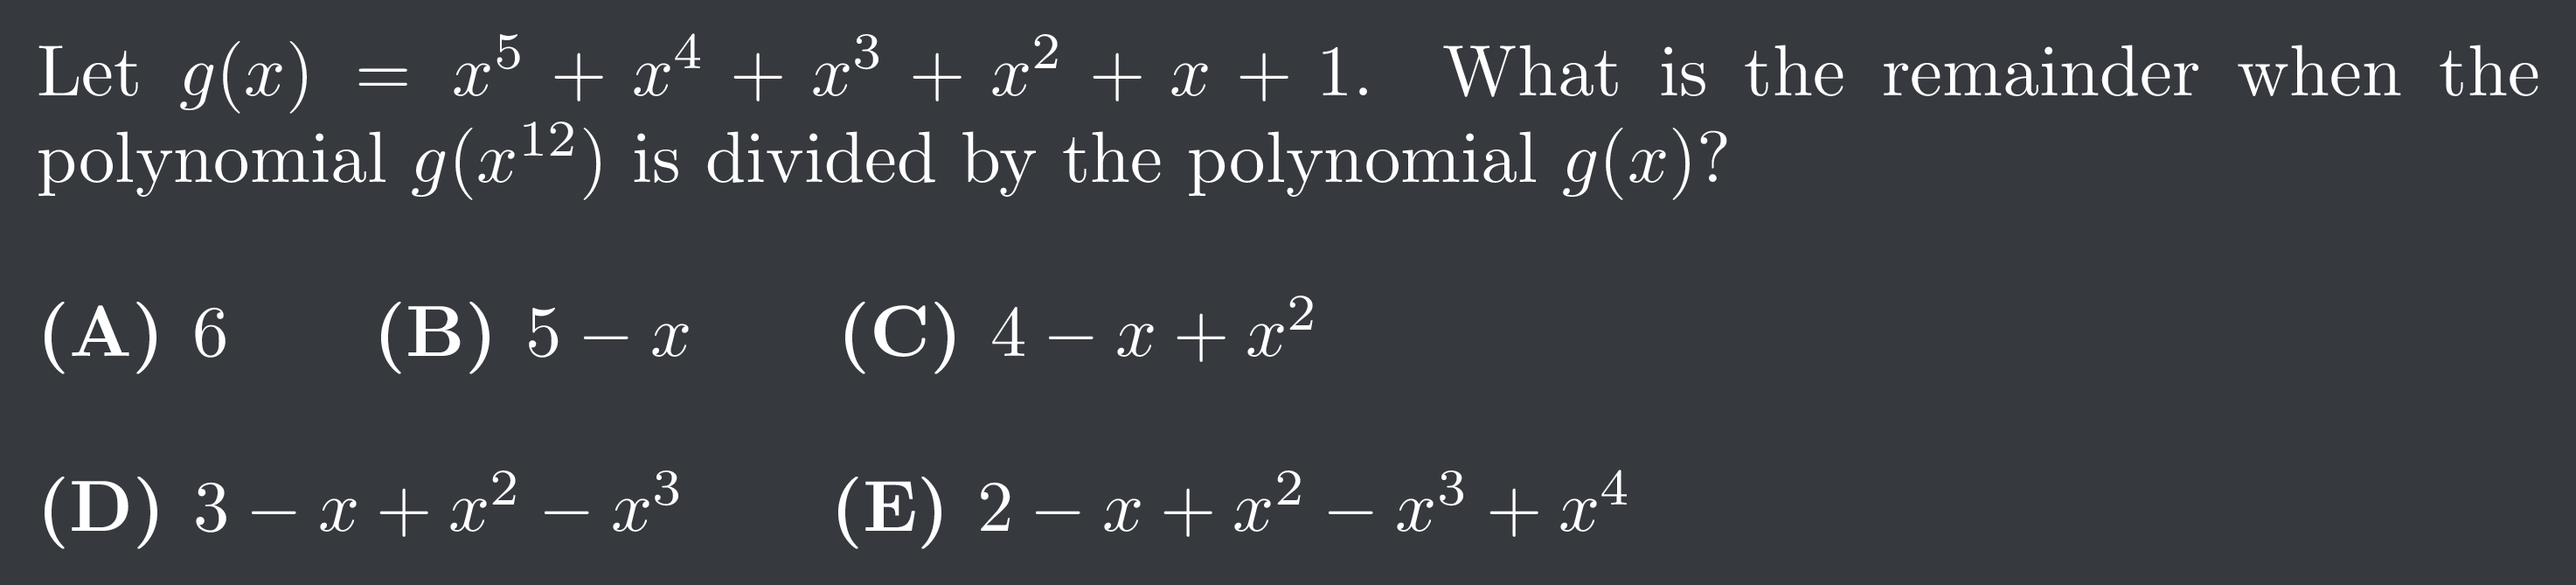 Let g(x) = x^5 + x^4 + x^3 + x^2 + x + 1. What is the remainder when the
polynomial g(x^12) is divided by the polynomial g(x)?
(A) 6 (B) 5 − x (C) 4 − x + x^2
(D) 3 − x + x^2 − x^3 (E) 2 − x + x^2 − x^3 + x^4